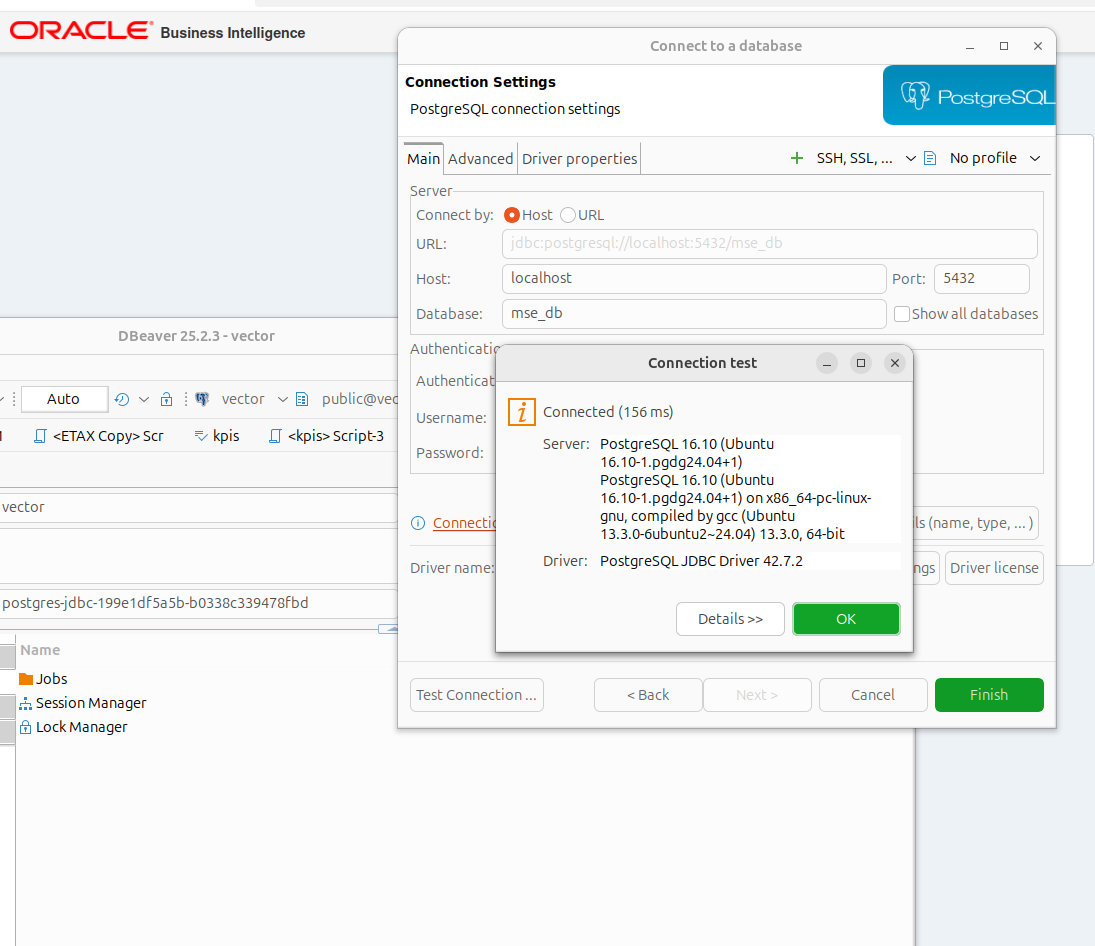 ORACLE Business Intelligence
Connect to a database
Connection Settings
PostgreSQL connection settings
PostgreSQL
Main Advanced Driver properties
SSH, SSL, ... No profile
Server
Connect by: Host URL
URL: jdbc:postgresql://localhost:5432/mse_db
Host: localhost Port: 5432
Database: mse_db Show all databases
DBeaver 25.2.3 - vector
Auto vector public@vec
<ETAX Copy> Scr kpis <kpis> Script-3
vector
postgres-jdbc-199e1df5a5b-b0338c339478fbd
Name
Jobs
Session Manager
Lock Manager
Authenticatio
Authenticat
Username:
Password:
Connectio
ls (name, type, ... )
Driver name:
ngs Driver license
Connection test
Connected (156 ms)
Server: PostgreSQL 16.10 (Ubuntu
16.10-1.pgdg24.04+1)
PostgreSQL 16.10 (Ubuntu
16.10-1.pgdg24.04+1) on x86_64-pc-linux-
gnu, compiled by gcc (Ubuntu
13.3.0-6ubuntu2~24.04) 13.3.0, 64-bit
Driver: PostgreSQL JDBC Driver 42.7.2
Details >> OK
Test Connection ... < Back Next > Cancel Finish